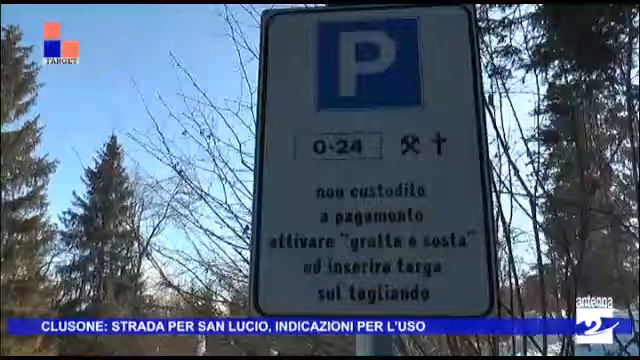 TARGET
P
0-24
non custodito
a pagamento
attivare "gratta e sosta"
ed inserire targa
sul tagliando
antenna
2
CLUSONE: STRADA PER SAN LUCIO, INDICAZIONI PER L'USO